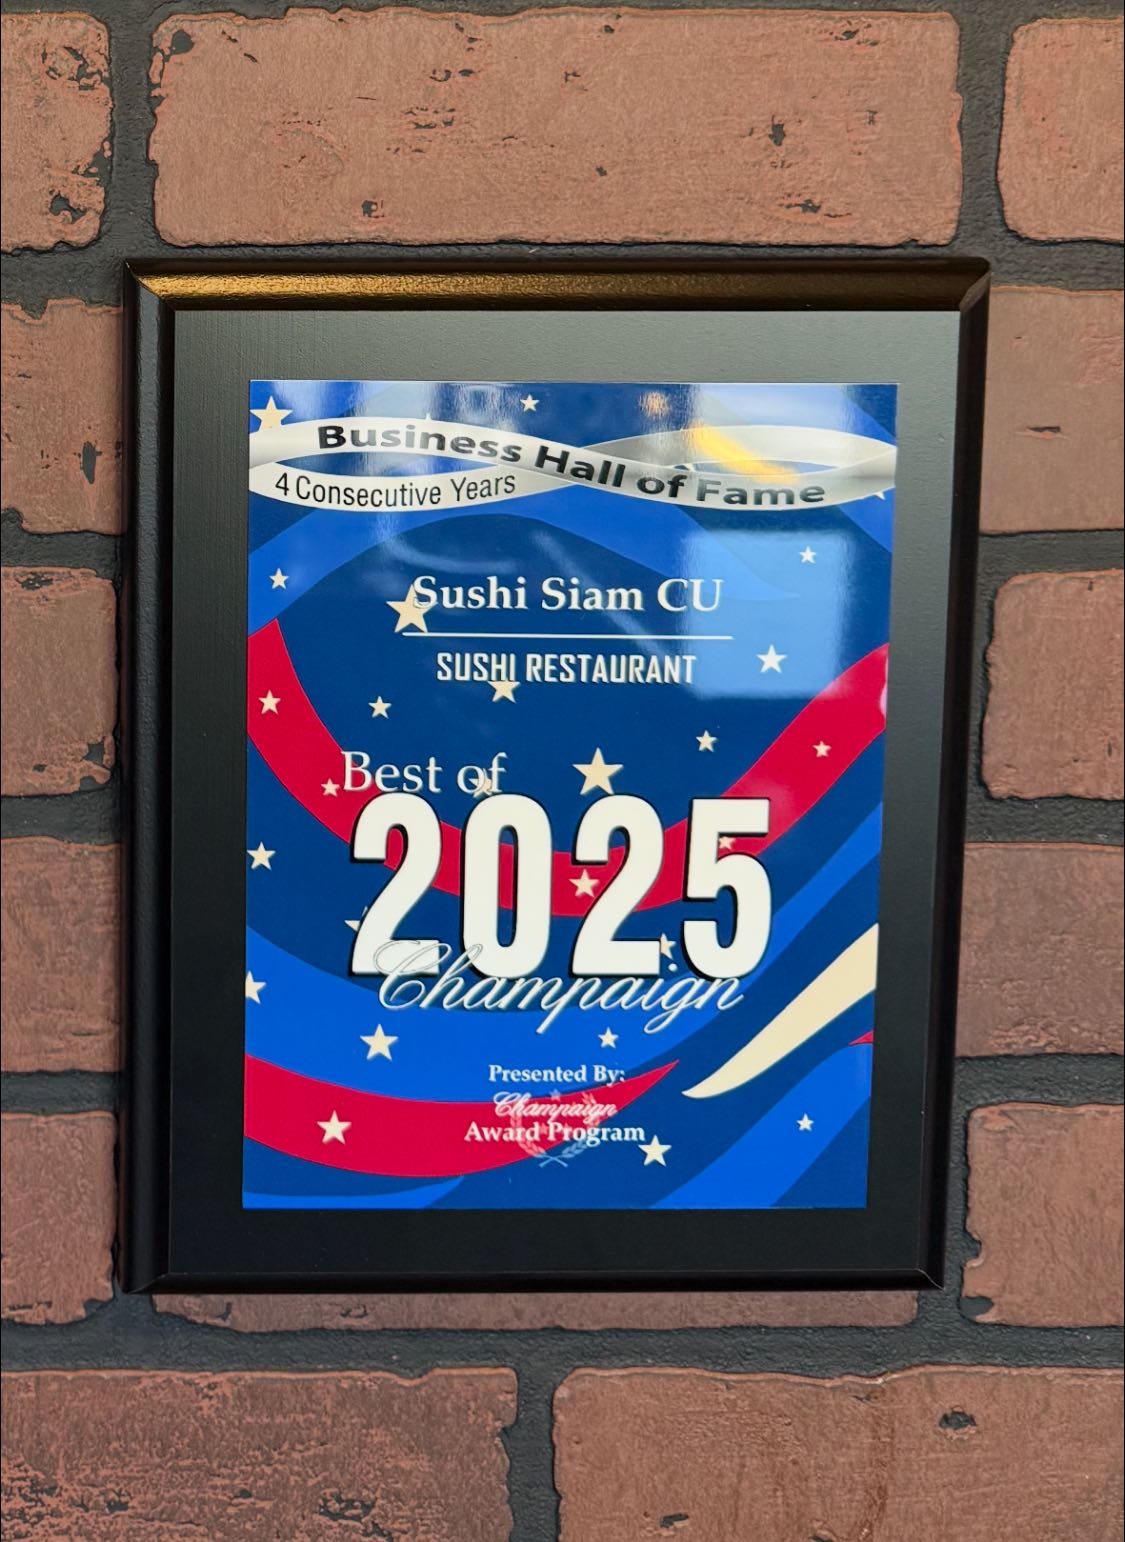 Business Hall of Fame
4 Consecutive Years
Sushi Siam CU
SUSHI RESTAURANT
Best of
2025
Champaign
Presented By:
Champaign
Award Program